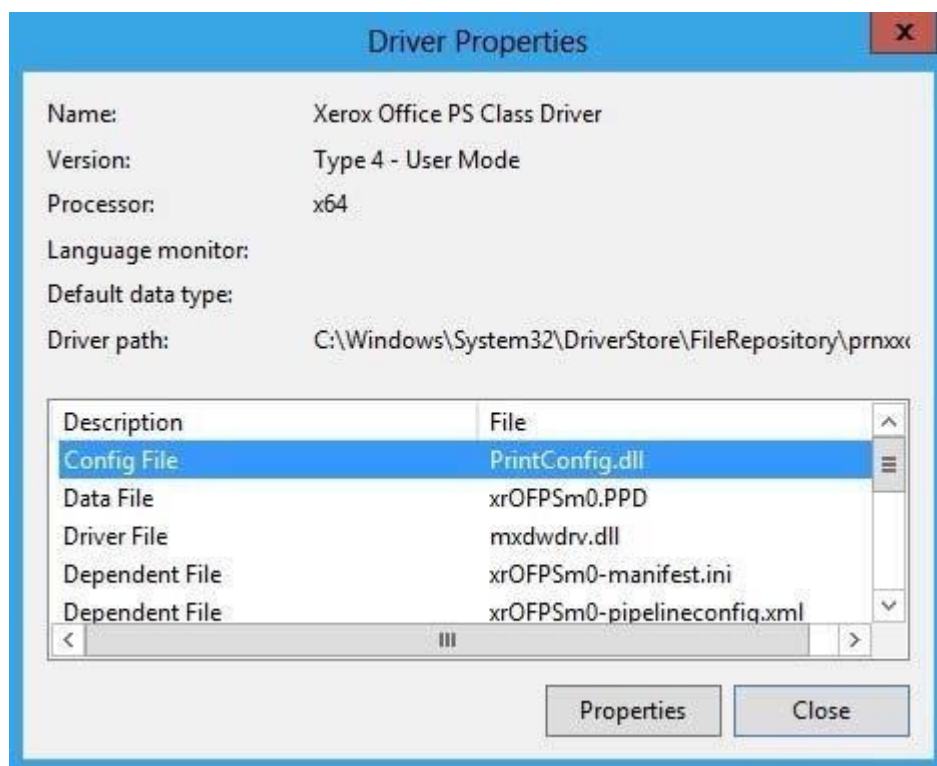 Driver Properties
x
Name: Xerox Office PS Class Driver
Version: Type 4 - User Mode
Processor: x64
Language monitor:
Default data type:
Driver path: C:\Windows\System32\DriverStore\FileRepository\prnxx
Description File
Config File PrintConfig.dll
Data File xrOFPSm0.PPD
Driver File mxdwdrv.dll
Dependent File xrOFPSm0-manifest.ini
Dependent File xrOFPSm0-pipelineconfig.xml
Properties Close